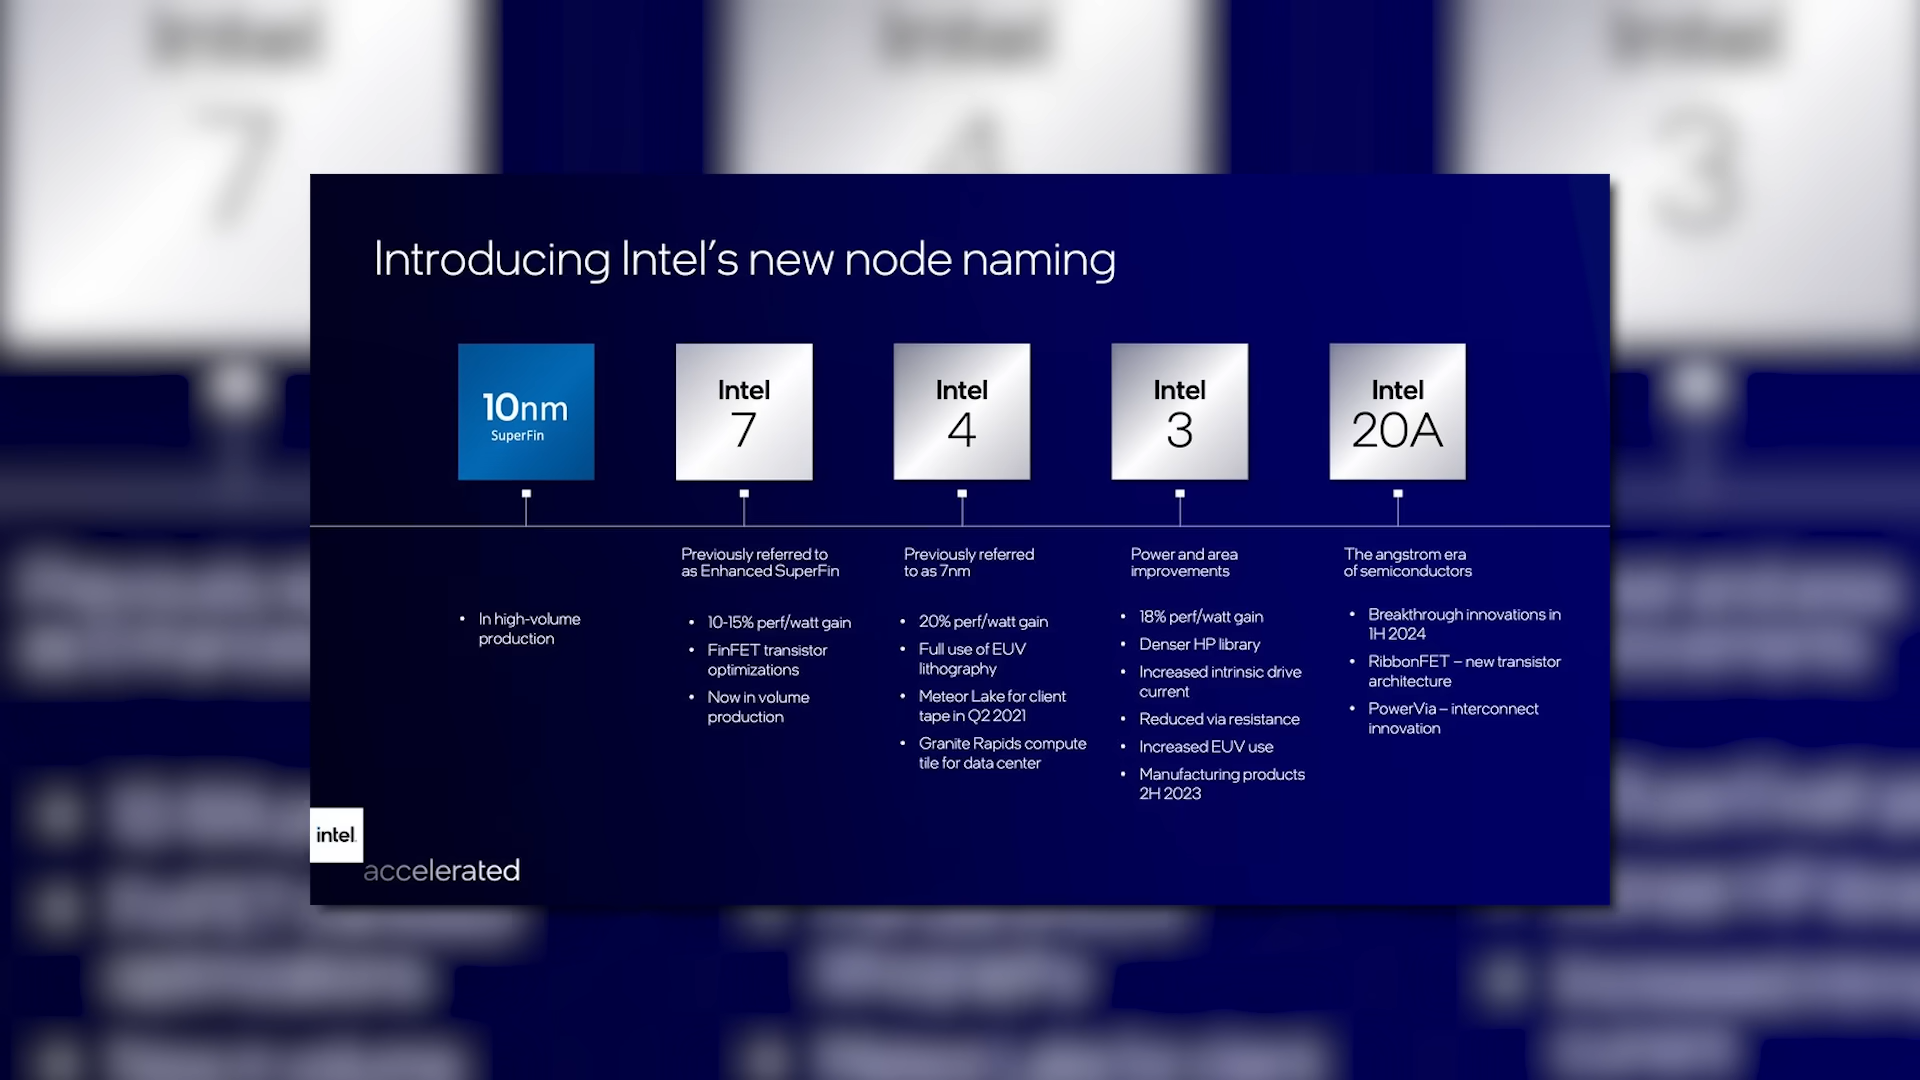 Introducing Intel's new node naming
10nm
SuperFin
Intel
7
Intel
4
Intel
3
Intel
20A
Previously referred to
as Enhanced SuperFin
Previously referred
to as 7nm
Power and area
improvements
The angstrom era
of semiconductors
• In high-volume
production
• 10-15% perf/watt gain
• FinFET transistor
optimizations
• Now in volume
production
• 20% perf/watt gain
• Full use of EUV
lithography
• Meteor Lake for client
tape in Q2 2021
• Granite Rapids compute
tile for data center
• 18% perf/watt gain
• Denser HP library
• Increased intrinsic drive
current
• Reduced via resistance
• Increased EUV use
• Manufacturing products
2H 2023
• Breakthrough innovations in
1H 2024
• RibbonFET – new transistor
architecture
• PowerVia – interconnect
innovation
intel.
accelerated